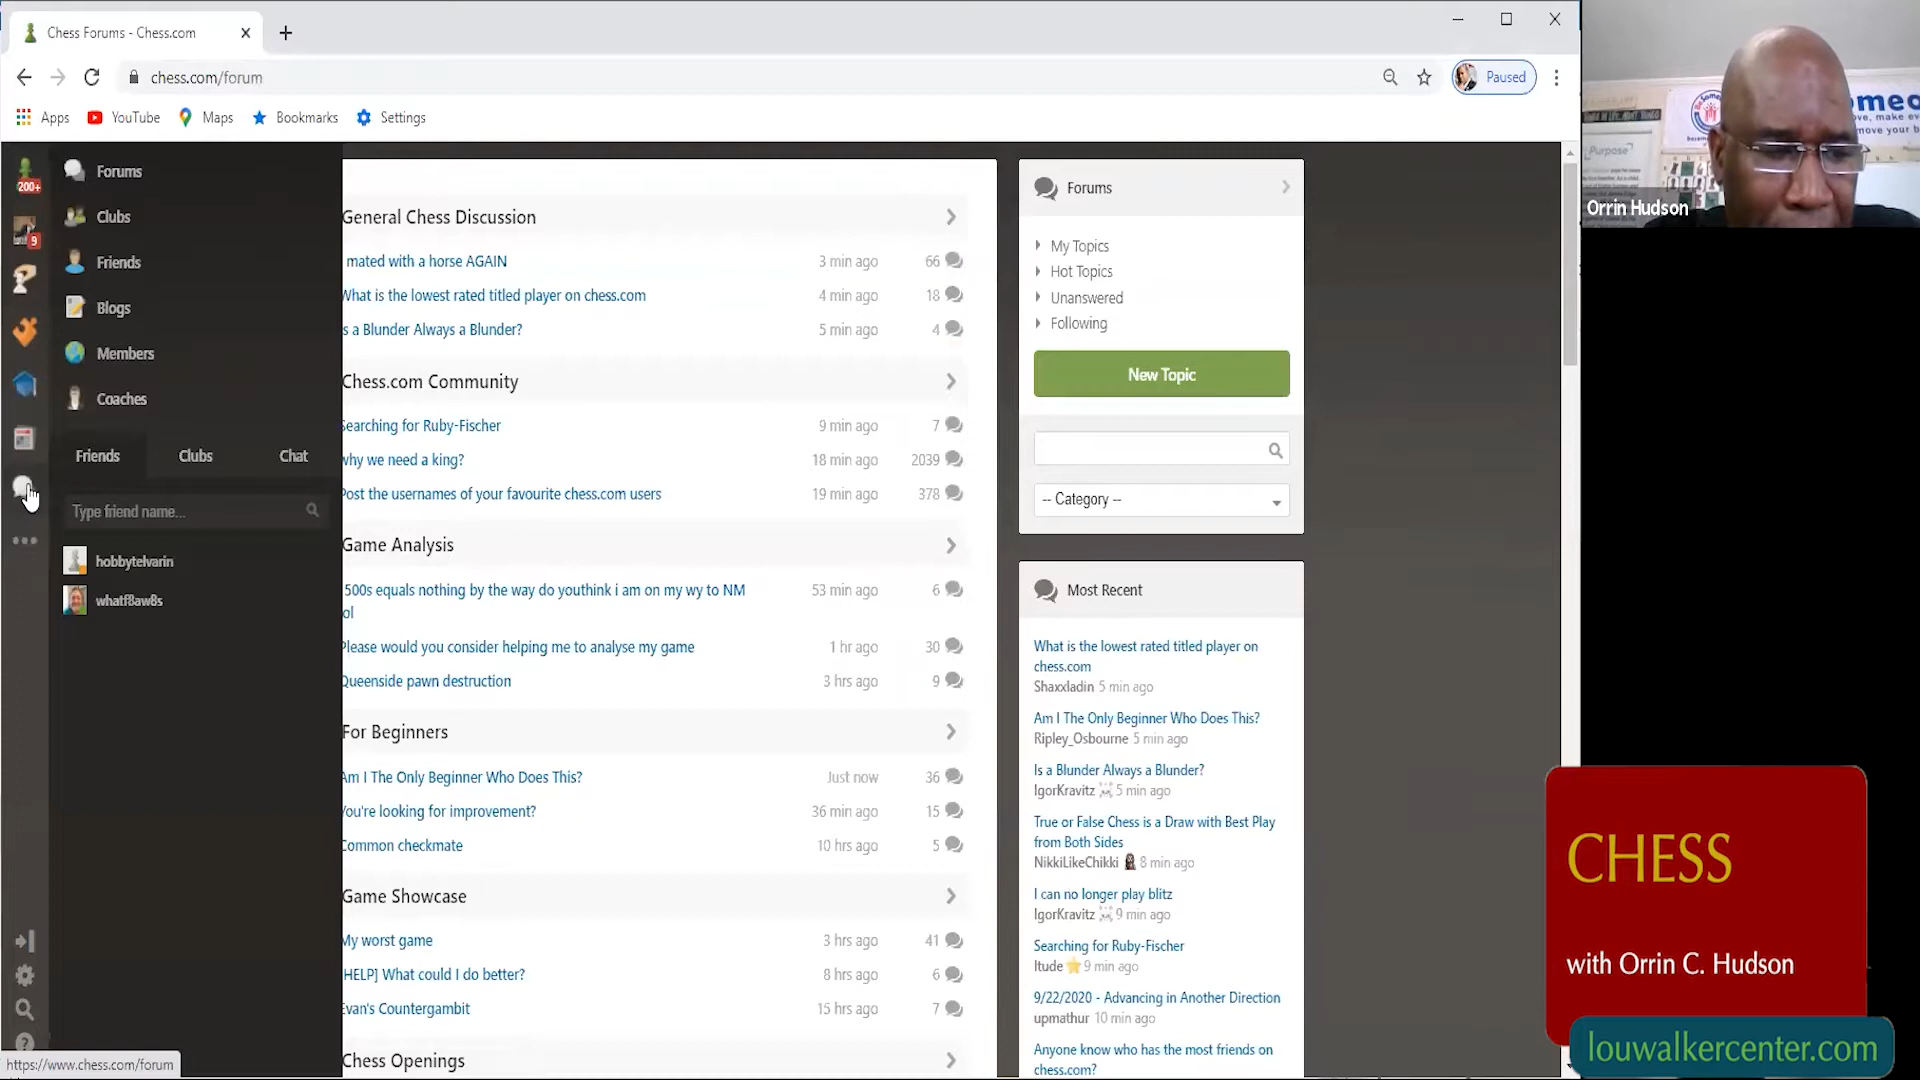 Chess Forums - Chess.com
chess.com/forum
Paused
Apps
YouTube
Maps
Bookmarks
Settings
200+
9
Forums
Clubs
Friends
Blogs
Members
Coaches
Friends
Clubs
Chat
Type friend name...
hobbytelvarin
whatf8aw8s
https://www.chess.com/forum
General Chess Discussion
mated with a horse AGAIN 3 min ago 66
What is the lowest rated titled player on chess.com 4 min ago 18
s a Blunder Always a Blunder? 5 min ago 4
Chess.com Community
Searching for Ruby-Fischer 9 min ago 7
why we need a king? 18 min ago 2039
Post the usernames of your favourite chess.com users 19 min ago 378
Game Analysis
500s equals nothing by the way do youthink i am on my wy to NM 53 min ago 6
ol
Please would you consider helping me to analyse my game 1 hr ago 30
Queenside pawn destruction 3 hrs ago 9
For Beginners
Am I The Only Beginner Who Does This? Just now 36
You're looking for improvement? 36 min ago 15
Common checkmate 10 hrs ago 5
Game Showcase
My worst game 3 hrs ago 41
HELP] What could I do better? 8 hrs ago 6
Evan's Countergambit 15 hrs ago 7
Chess Openings
Forums
My Topics
Hot Topics
Unanswered
Following
New Topic
-- Category --
Most Recent
What is the lowest rated titled player on
chess.com
Shaxxladin 5 min ago
Am I The Only Beginner Who Does This?
Ripley_Osbourne 5 min ago
Is a Blunder Always a Blunder?
IgorKravitz 5 min ago
True or False Chess is a Draw with Best Play
from Both Sides
NikkiLikeChikki 8 min ago
I can no longer play blitz
IgorKravitz 9 min ago
Searching for Ruby-Fischer
Itude 9 min ago
9/22/2020 - Advancing in Another Direction
upmathur 10 min ago
Anyone know who has the most friends on
chess.com?
omeo
ve, make eve
move your b
Purpose
Orrin Hudson
CHESS
with Orrin C. Hudson
louwalkercenter.com